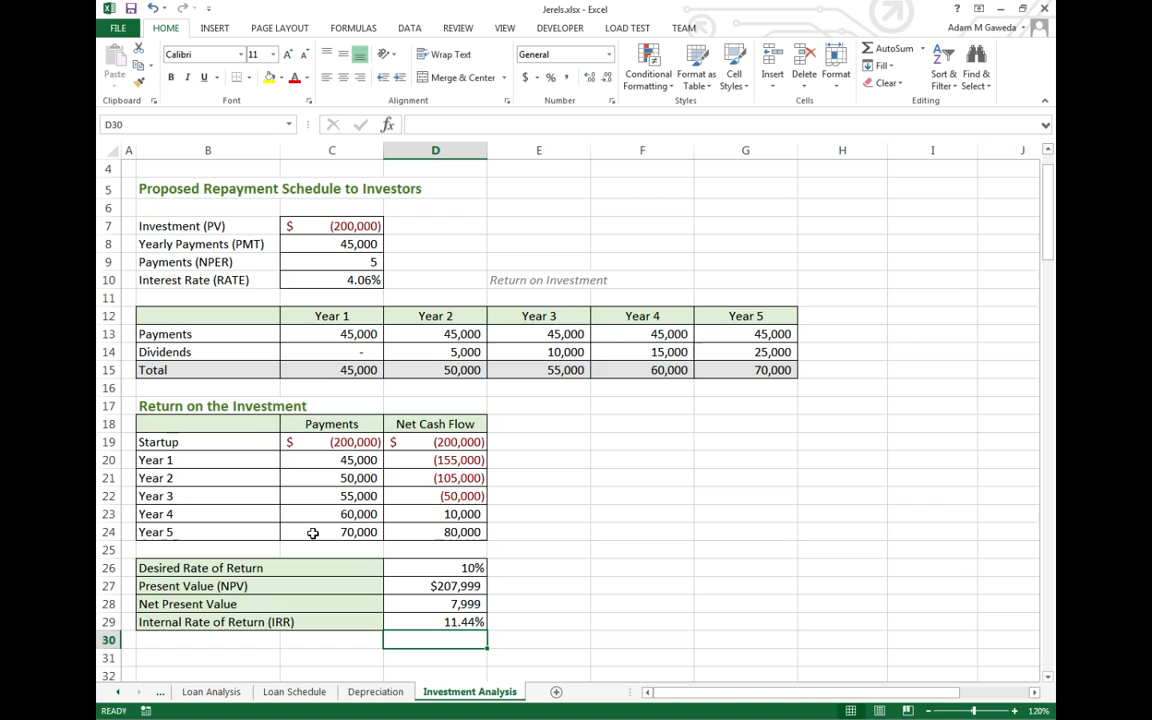 Jerels.xlsx - Excel
FILE HOME INSERT PAGE LAYOUT FORMULAS DATA REVIEW VIEW DEVELOPER LOAD TEST TEAM Adam M Gaweda
Calibri 11 Wrap Text General AutoSum
Fill
Paste B I U Merge & Center $ % , Conditional Formatting Format as Table Cell Styles Insert Delete Format Clear Sort & Filter Find & Select
Clipboard Font Alignment Number Styles Cells Editing
D30 fx
A B C D E F G H I J
4
5 Proposed Repayment Schedule to Investors
6
7 Investment (PV) $ (200,000)
8 Yearly Payments (PMT) 45,000
9 Payments (NPER) 5
10 Interest Rate (RATE) 4.06% Return on Investment
11
12 Year 1 Year 2 Year 3 Year 4 Year 5
13 Payments 45,000 45,000 45,000 45,000 45,000
14 Dividends - 5,000 10,000 15,000 25,000
15 Total 45,000 50,000 55,000 60,000 70,000
16
17 Return on the Investment
18 Payments Net Cash Flow
19 Startup $ (200,000) $ (200,000)
20 Year 1 45,000 (155,000)
21 Year 2 50,000 (105,000)
22 Year 3 55,000 (50,000)
23 Year 4 60,000 10,000
24 Year 5 70,000 80,000
25
26 Desired Rate of Return 10%
27 Present Value (NPV) $207,999
28 Net Present Value 7,999
29 Internal Rate of Return (IRR) 11.44%
30
31
32
... Loan Analysis Loan Schedule Depreciation Investment Analysis
READY 120%